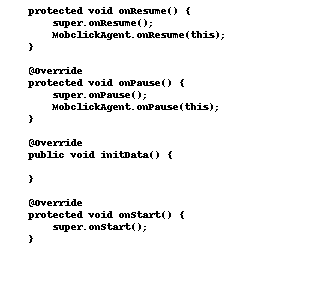 protected void onResume() {
    super.onResume();
    MobclickAgent.onResume(this);
}

@Override
protected void onPause() {
    super.onPause();
    MobclickAgent.onPause(this);
}

@Override
public void initData() {

}

@Override
protected void onStart() {
    super.onStart();
}